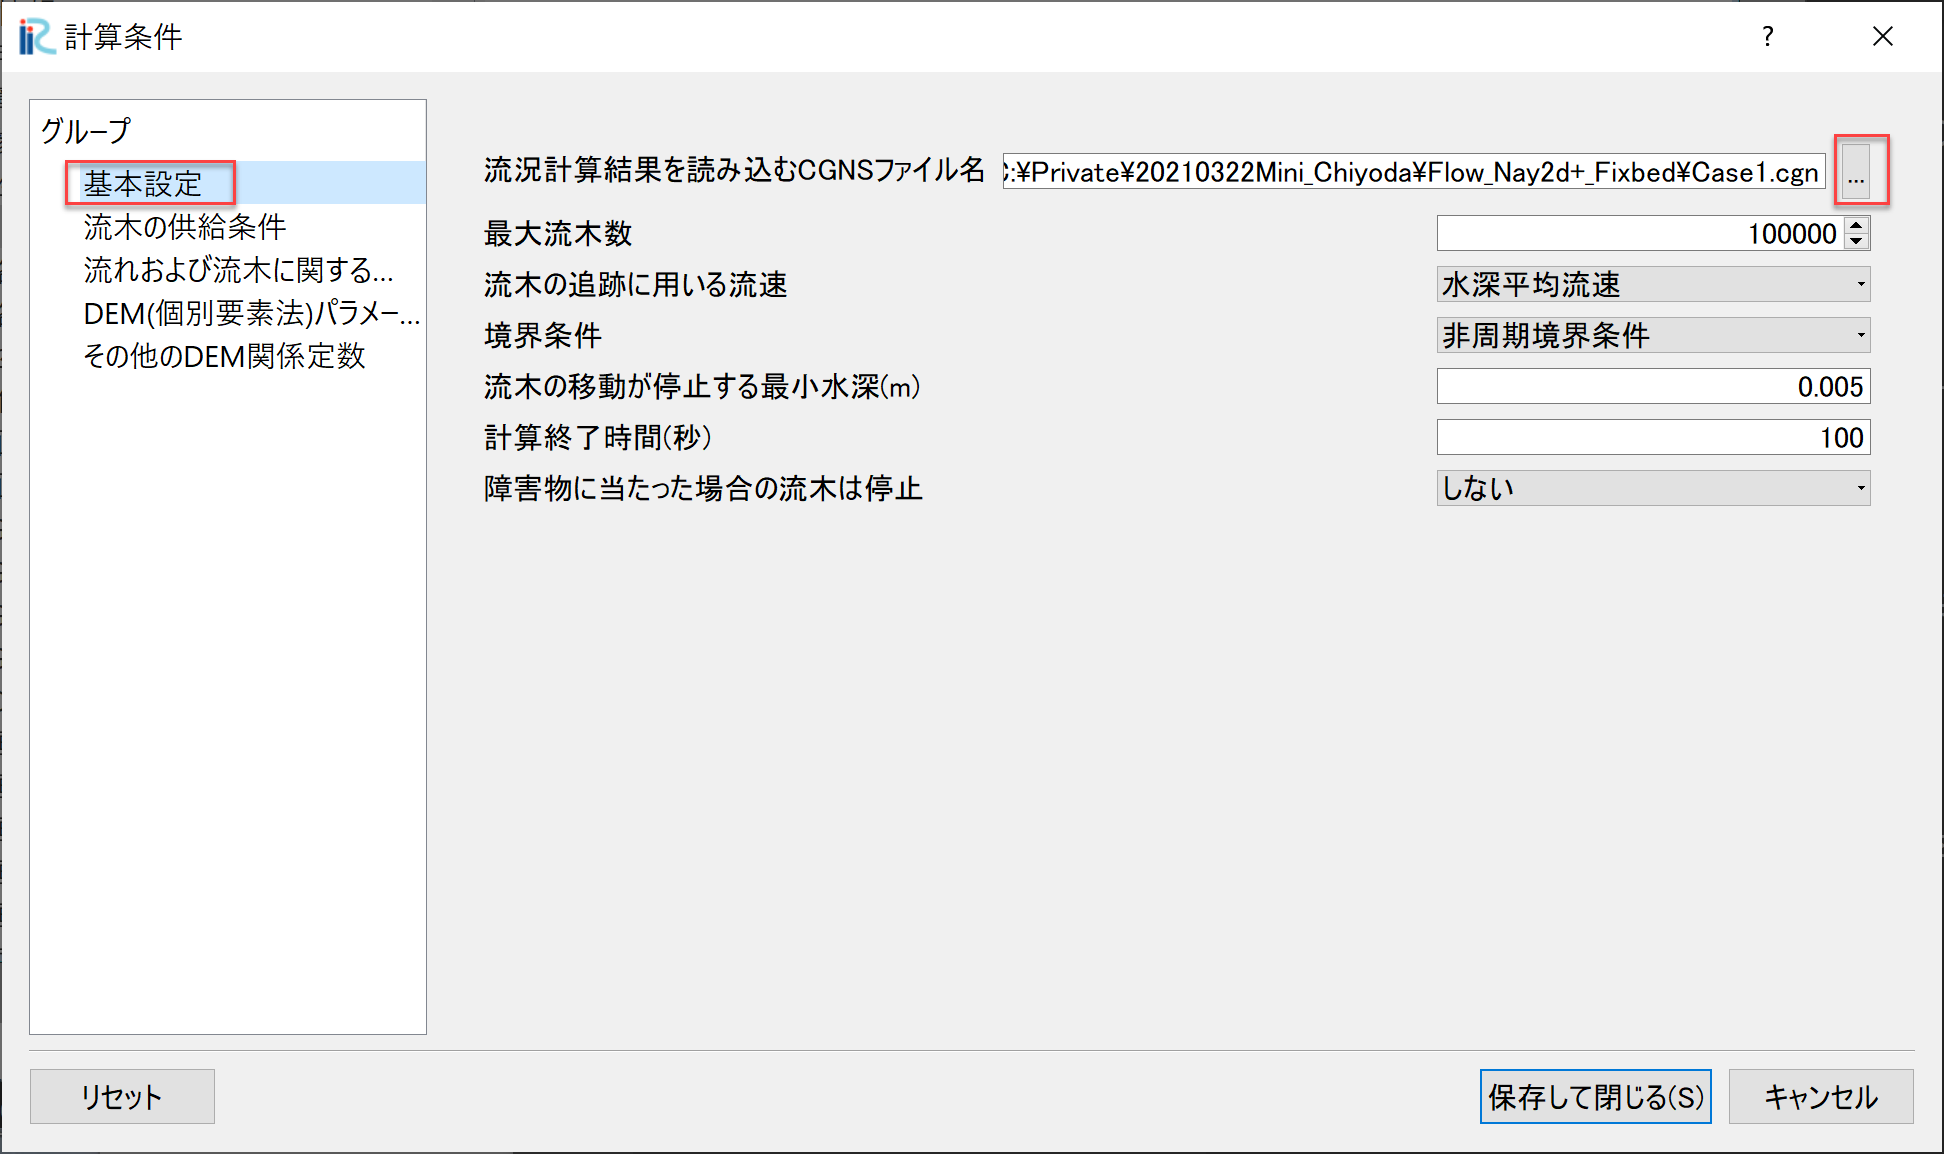 iRC 計算条件
グループ
基本設定
流木の供給条件
流れおよび流木に関する...
DEM(個別要素法)パラメー...
その他のDEM関係定数
流況計算結果を読み込むCGNSファイル名 C:¥Private¥20210322Mini_Chiyoda¥Flow_Nay2d+_Fixbed¥Case1.cgn ...
最大流木数 100000
流木の追跡に用いる流速 水深平均流速
境界条件 非周期境界条件
流木の移動が停止する最小水深(m) 0.005
計算終了時間(秒) 100
障害物に当たった場合の流木は停止 しない
リセット
保存して閉じる(S)
キャンセル